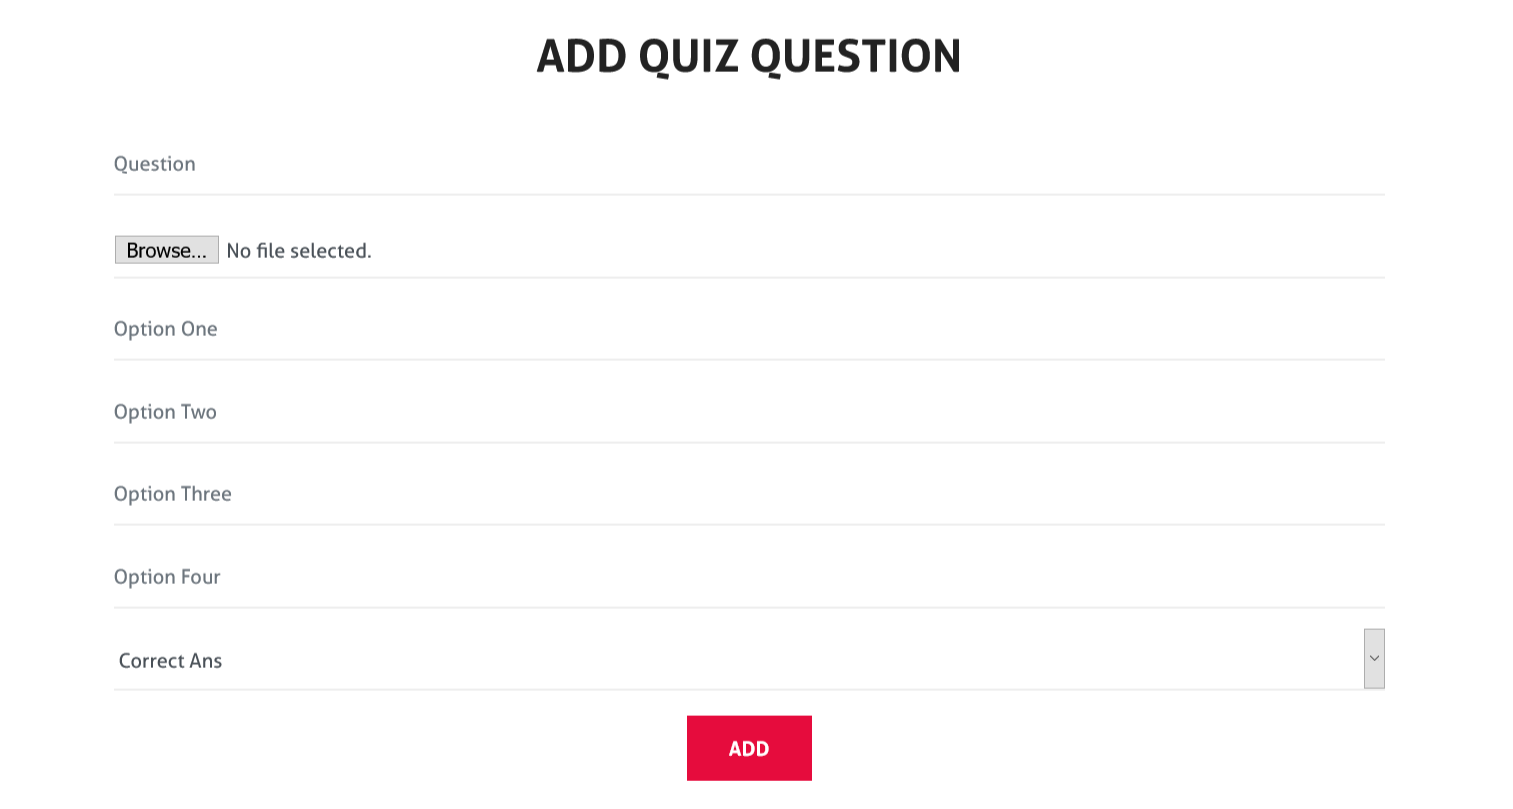 ADD QUIZ QUESTION
Question
Browse... No file selected.
Option One
Option Two
Option Three
Option Four
Correct Ans
ADD